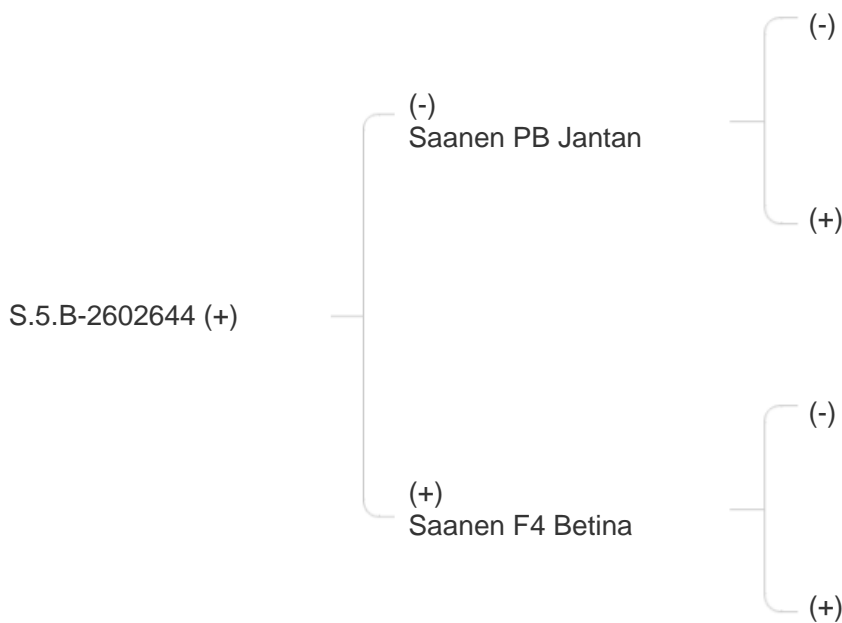 (-)
(-)
Saanen PB Jantan
(+)
S.5.B-2602644 (+)
(-)
(+)
Saanen F4 Betina
(+)